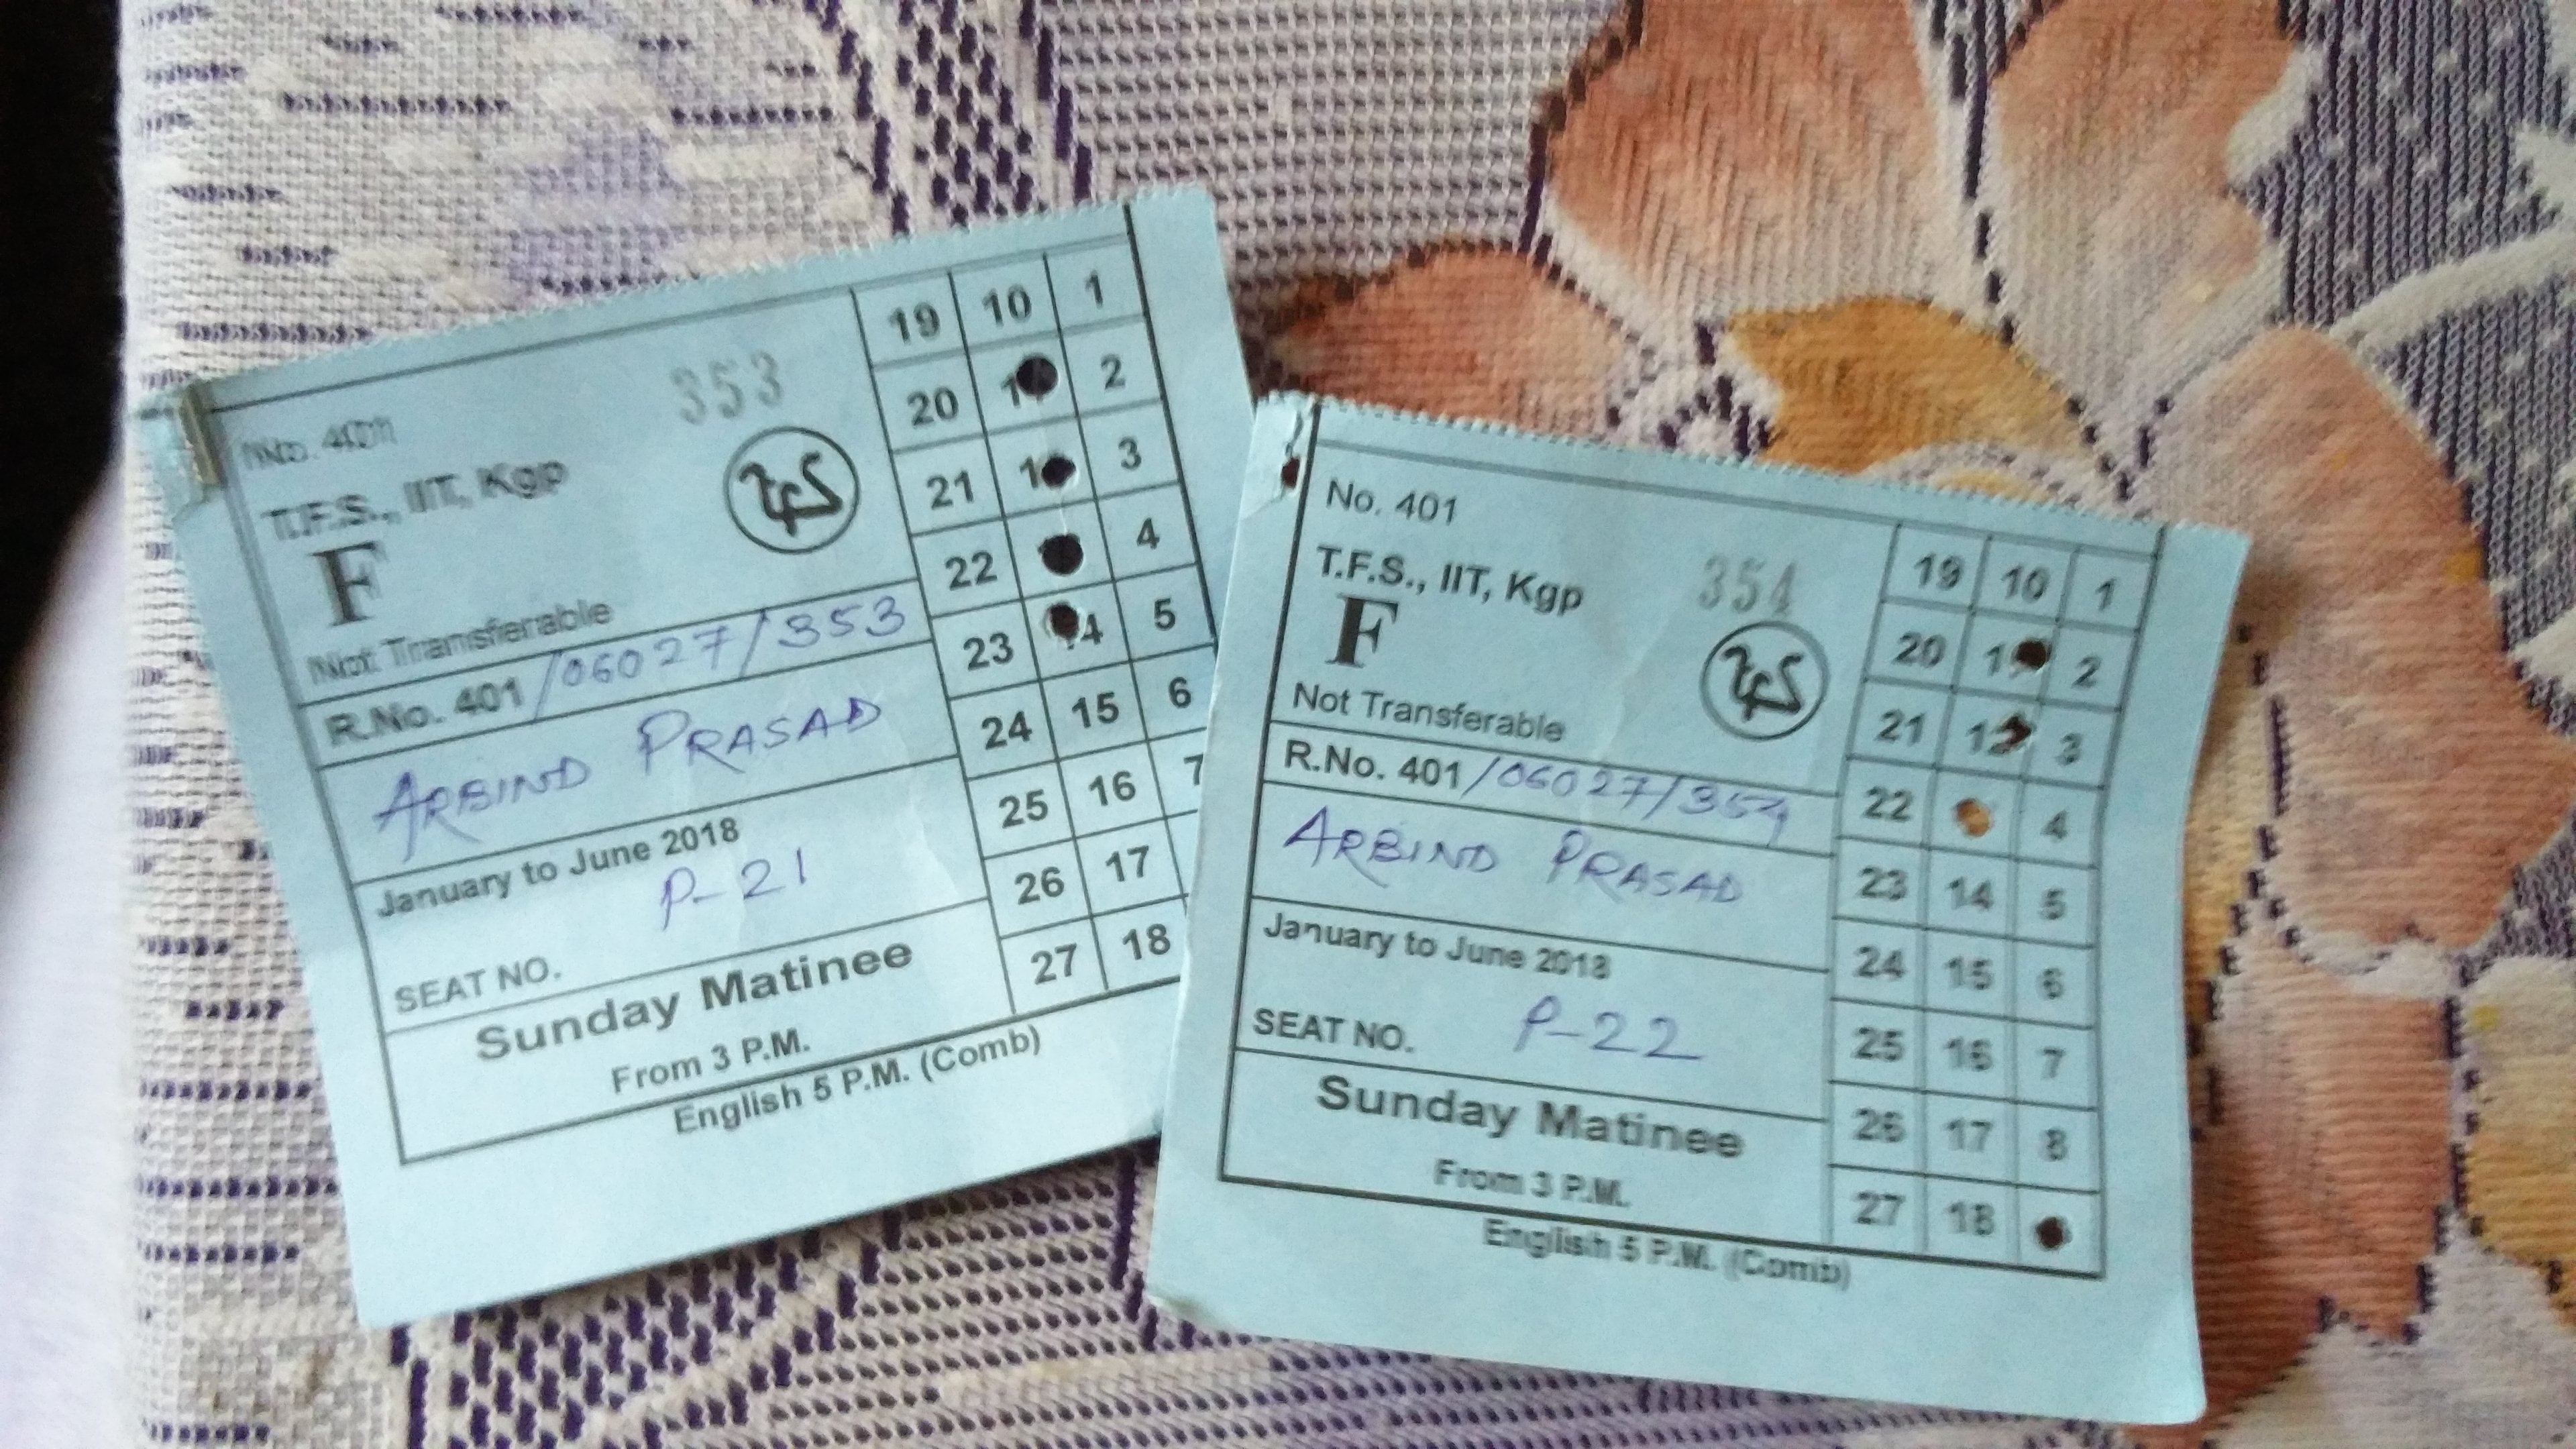 353
No. 401
T.F.S., IIT, Kgp
TFS
F
Not Transferable
R.No. 401/06027/353
ARBIND PRASAD
January to June 2018
P-21
SEAT NO.
Sunday Matinee
From 3 P.M.
English 5 P.M. (Comb)
19 10 1
20 2
21 3
22 4
23 5
24 15 6
25 16 7
26 17
27 18
No. 401
T.F.S., IIT, Kgp
354
TFS
F
Not Transferable
R.No. 401/06027/354
ARBIND PRASAD
January to June 2018
SEAT NO. P-22
Sunday Matinee
From 3 P.M.
English 5 P.M. (Comb)
19 10 1
20 2
21 12 3
22 4
23 14 5
24 15 6
25 16 7
26 17 8
27 18